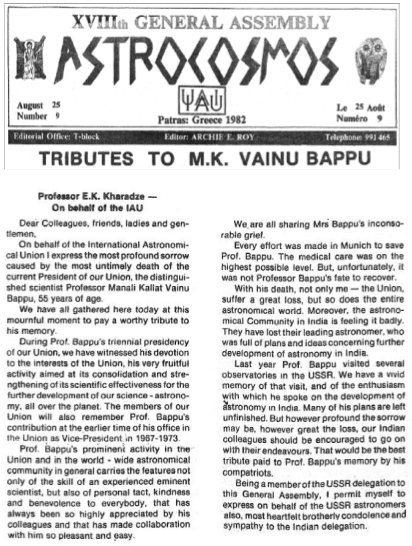 XVIIIth GENERAL ASSEMBLY
ASTROCOSMOS
August 25
Number 9
IAU
Patras: Greece 1982
Le 25 Août
Numéro 9
Editorial Office: T-block
Editor: ARCHIE E. ROY
Telephone: 991 465
TRIBUTES TO M.K. VAINU BAPPU
Professor E.K. Kharadze —
On behalf of the IAU
Dear Colleagues, friends, ladies and gen-
tlemen,
On behalf of the International Astronomi-
cal Union I express the most profound sorrow
caused by the most untimely death of the
current President of our Union, the distingui-
shed scientist Professor Manali Kallat Vainu
Bappu, 55 years of age.
We have all gathered here today at this
mournful moment to pay a worthy tribute to
his memory.
During Prof. Bappu's triennial presidency
of our Union, we have witnessed his devotion
to the interests of the Union, his very fruitful
activity aimed at its consolidation and stre-
ngthening of its scientific effectiveness for the
further development of our science - astrono-
my, all over the planet. The members of our
Union will also remember Prof. Bappu's
contribution at the earlier time of his office in
the Union as Vice-President in 1967-1973.
Prof. Bappu's prominent activity in the
Union and in the world - wide astronomical
community in general carries the features not
only of the skill of an experienced eminent
scientist, but also of personal tact, kindness
and benevolence to everybody, that has
always been so highly appreciated by his
colleagues and that has made collaboration
with him so pleasant and easy.
We are all sharing Mrs Bappu's inconso-
rable grief.
Every effort was made in Munich to save
Prof. Bappu. The medical care was on the
highest possible level. But, unfortunately, it
was not Professor Bappu's fate to recover.
With his death, not only me — the Union,
suffer a great loss, but so does the entire
astronomical world. Moreover, the astrono-
mical Community in India is feeling it badly.
They have lost their leading astronomer, who
was full of plans and ideas concerning further
development of astronomy in India.
Last year Prof. Bappu visited several
observatories in the USSR. We have a vivid
memory of that visit, and of the enthusiasm
with which he spoke on the development of
astronomy in India. Many of his plans are left
unfinished. But however profound the sorrow
may be, however great the loss, our Indian
colleagues should be encouraged to go on
with their endeavours. That would be the best
tribute paid to Prof. Bappu's memory by his
compatriots.
Being a member of the USSR delegation to
this General Assembly, I permit myself to
express on behalf of the USSR astronomers
also, most heartfelt brotherly condolence and
sympathy to the Indian delegation.